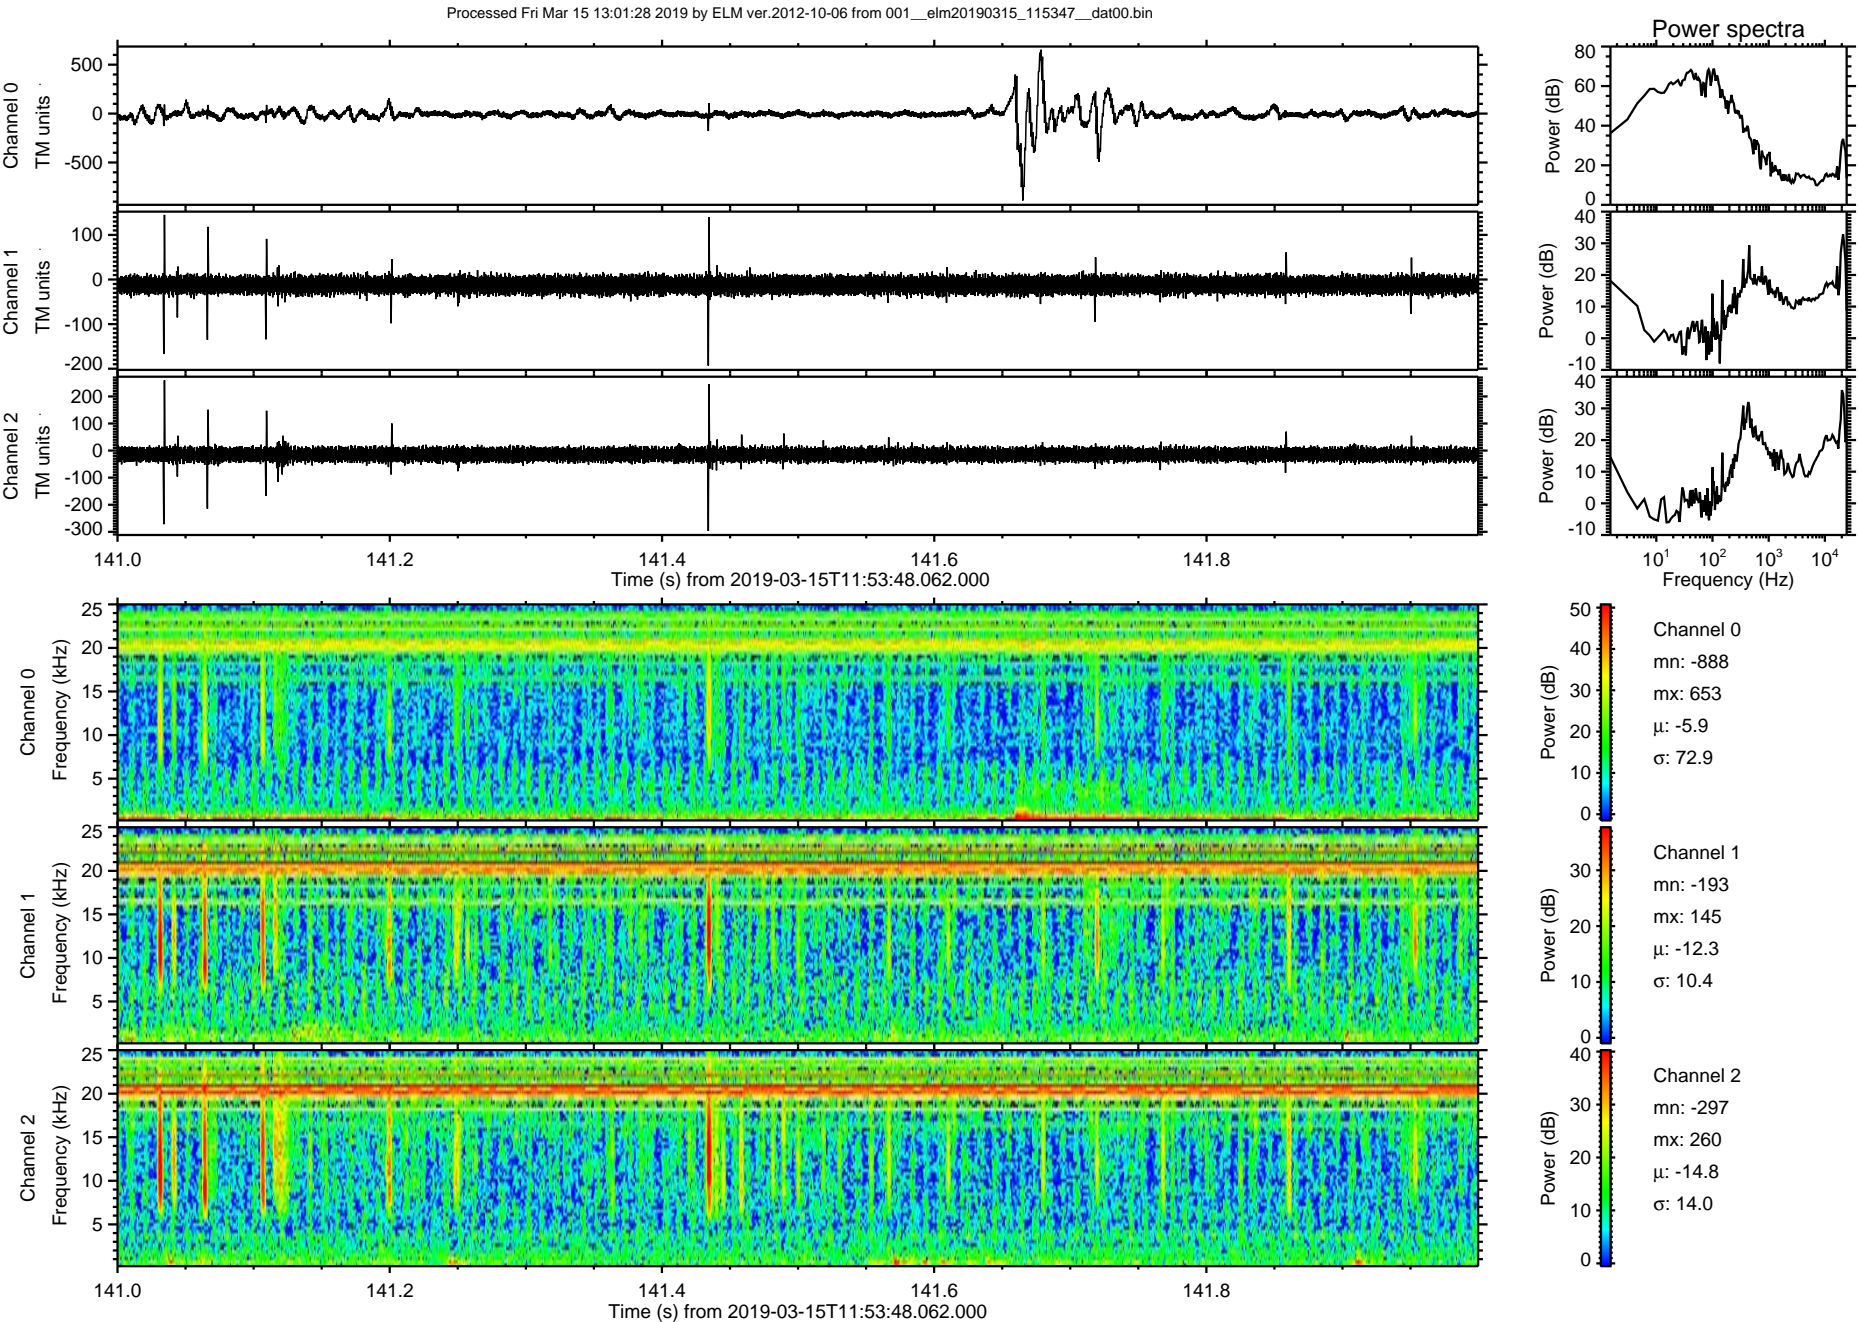 Processed Fri Mar 15 13:01:28 2019 by ELM ver.2012-10-06 from 001__elm20190315_115347__dat00.bin
Power spectra
Channel 0
TM units
500
0
-500
Power (dB)
80
60
40
20
0
Channel 1
TM units
100
0
-100
-200
Power (dB)
40
30
20
10
0
-10
Channel 2
TM units
200
100
0
-100
-200
-300
Power (dB)
40
30
20
10
0
-10
141.0 141.2 141.4 141.6 141.8
Time (s) from 2019-03-15T11:53:48.062.000
10^1 10^2 10^3 10^4
Frequency (Hz)
Channel 0
Frequency (kHz)
25
20
15
10
5
Power (dB)
50
40
30
20
10
0
Channel 0
mn: -888
mx: 653
μ: -5.9
σ: 72.9
Channel 1
Frequency (kHz)
25
20
15
10
5
Power (dB)
30
20
10
0
Channel 1
mn: -193
mx: 145
μ: -12.3
σ: 10.4
Channel 2
Frequency (kHz)
25
20
15
10
5
Power (dB)
40
30
20
10
0
Channel 2
mn: -297
mx: 260
μ: -14.8
σ: 14.0
141.0 141.2 141.4 141.6 141.8
Time (s) from 2019-03-15T11:53:48.062.000